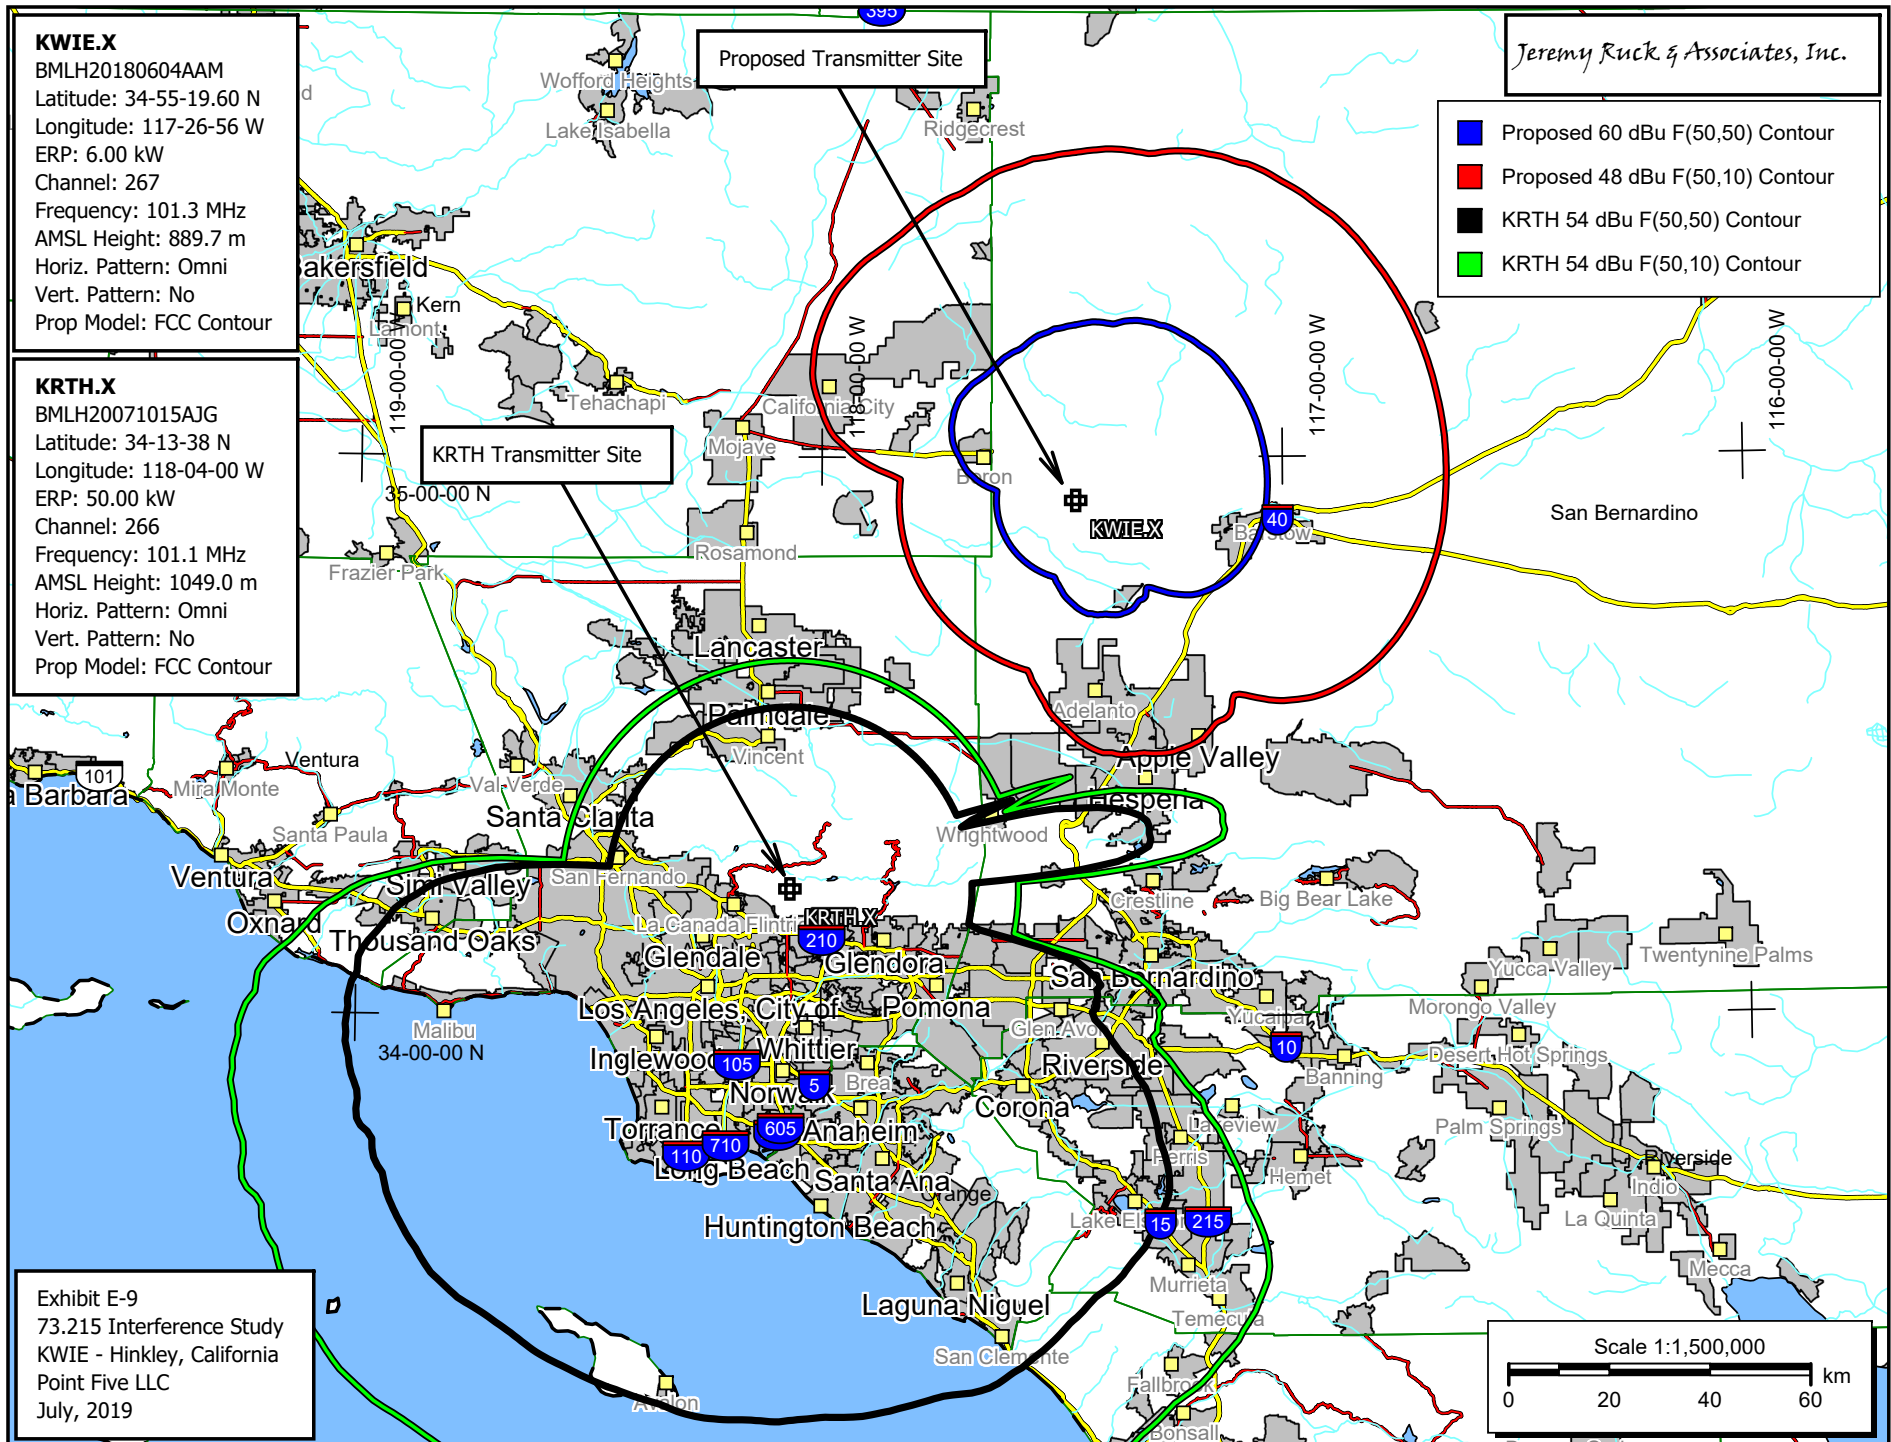 KWIE.X
BMLH20180604AAM
Latitude: 34-55-19.60 N
Longitude: 117-26-56 W
ERP: 6.00 kW
Channel: 267
Frequency: 101.3 MHz
AMSL Height: 889.7 m
Horiz. Pattern: Omni
Vert. Pattern: No
Prop Model: FCC Contour
KRTH.X
BMLH20071015AJG
Latitude: 34-13-38 N
Longitude: 118-04-00 W
ERP: 50.00 kW
Channel: 266
Frequency: 101.1 MHz
AMSL Height: 1049.0 m
Horiz. Pattern: Omni
Vert. Pattern: No
Prop Model: FCC Contour
395
Proposed Transmitter Site
Jeremy Ruck & Associates, Inc.
Proposed 60 dBu F(50,50) Contour
Proposed 48 dBu F(50,10) Contour
KRTH 54 dBu F(50,50) Contour
KRTH 54 dBu F(50,10) Contour
d
Wofford Heights
Lake Isabella
Ridgecrest
Bakersfield
Kern
Lamont
119-00-00 W
118-00-00 W
117-00-00 W
116-00-00 W
Tehachapi
California City
Mojave
Boron
KRTH Transmitter Site
35-00-00 N
KWIE.X
40
Barstow
San Bernardino
Rosamond
Frazier Park
Lancaster
Palmdale
Vincent
Adelanto
Apple Valley
Hesperia
Wrightwood
101
a Barbara
Mira Monte
Ventura
Val Verde
Santa Paula
Santa Clarita
Ventura
Simi Valley
San Fernando
Oxnard
Thousand Oaks
La Canada Flintri
KRTH.X
210
Glendale
Glendora
Crestline
Big Bear Lake
San Bernardino
Yucca Valley
Twentynine Palms
Los Angeles, City of
Pomona
Glen Avo
Yucaipa
Morongo Valley
Malibu
34-00-00 N
Inglewood
105
Whittier
5
Brea
Riverside
10
Banning
Desert Hot Springs
Norwalk
Corona
Lakeview
Palm Springs
Torrance
110
710
605
Anaheim
Perris
Hemet
Riverside
Indio
Long Beach
Santa Ana
Orange
Lake Elsinor
15
215
La Quinta
Huntington Beach
Mecca
Murrieta
Laguna Niguel
Temecula
San Clemente
Fallbrook
Avalon
Bonsall
Exhibit E-9
73.215 Interference Study
KWIE - Hinkley, California
Point Five LLC
July, 2019
Scale 1:1,500,000
0 20 40 60 km